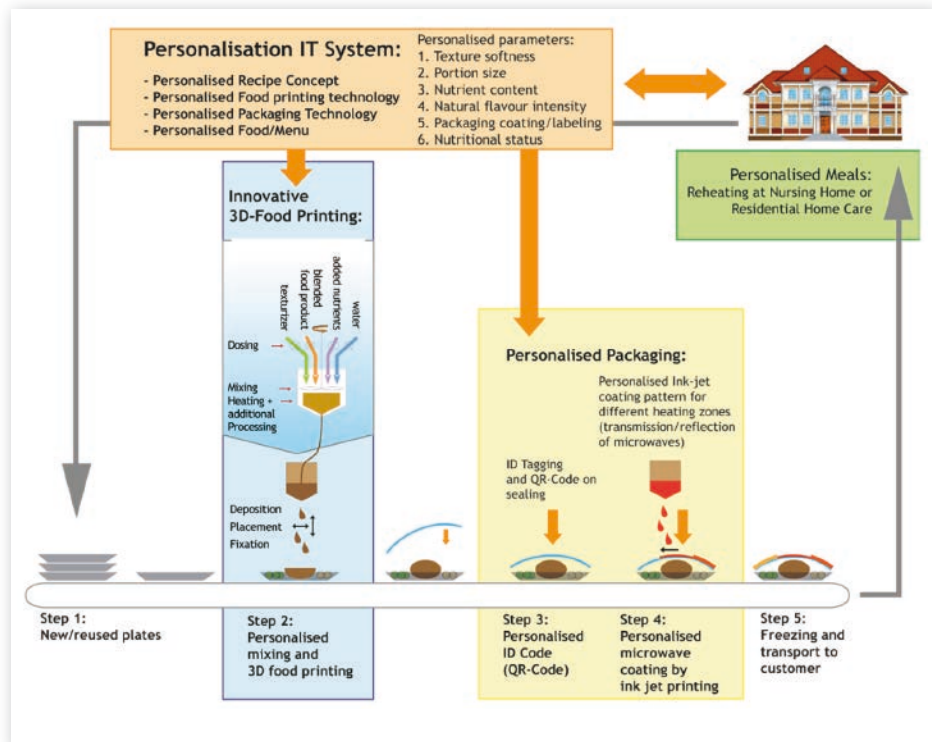 Personalisation IT System:
- Personalised Recipe Concept
- Personalised Food printing technology
- Personalised Packaging Technology
- Personalised Food/Menu
Personalised parameters:
1. Texture softness
2. Portion size
3. Nutrient content
4. Natural flavour intensity
5. Packaging coating/labeling
6. Nutritional status
Personalised Meals:
Reheating at Nursing Home or
Residential Home Care
Innovative
3D-Food Printing:
texturizer
blended
food product
added nutrients
water
Dosing
Mixing
Heating +
additional
Processing
Deposition
Placement
Fixation
Personalised Packaging:
Personalised Ink-jet
coating pattern for
different heating zones
(transmission/reflection
of microwaves)
ID Tagging
and QR-Code on
sealing
Step 1:
New/reused plates
Step 2:
Personalised
mixing and
3D food printing
Step 3:
Personalised
ID Code
(QR-Code)
Step 4:
Personalised
microwave
coating by
ink jet printing
Step 5:
Freezing and
transport to
customer